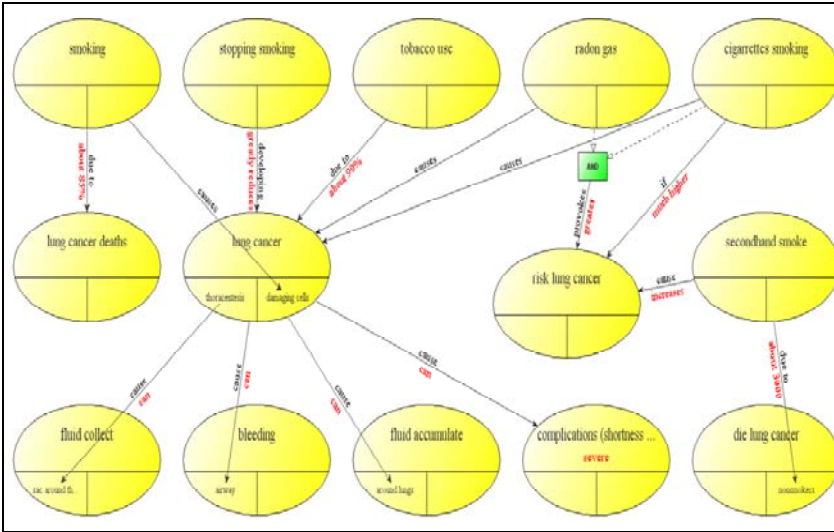 smoking
stopping smoking
tobacco use
radon gas
cigarrettes smoking
due to
about 85%
developing
greatly reduces
due to
about 90%
causes
causes
causes
AND
provokes
greater
if
much higher
lung cancer deaths
lung cancer
thoracentesis
damaging cells
risk lung cancer
secondhand smoke
cause
increases
cause
can
cause
can
cause
can
cause
can
due to
about 3400
fluid collect
sac around th...
bleeding
airway
fluid accumulate
around lungs
complications (shortness ...
severe
die lung cancer
nonsmokers